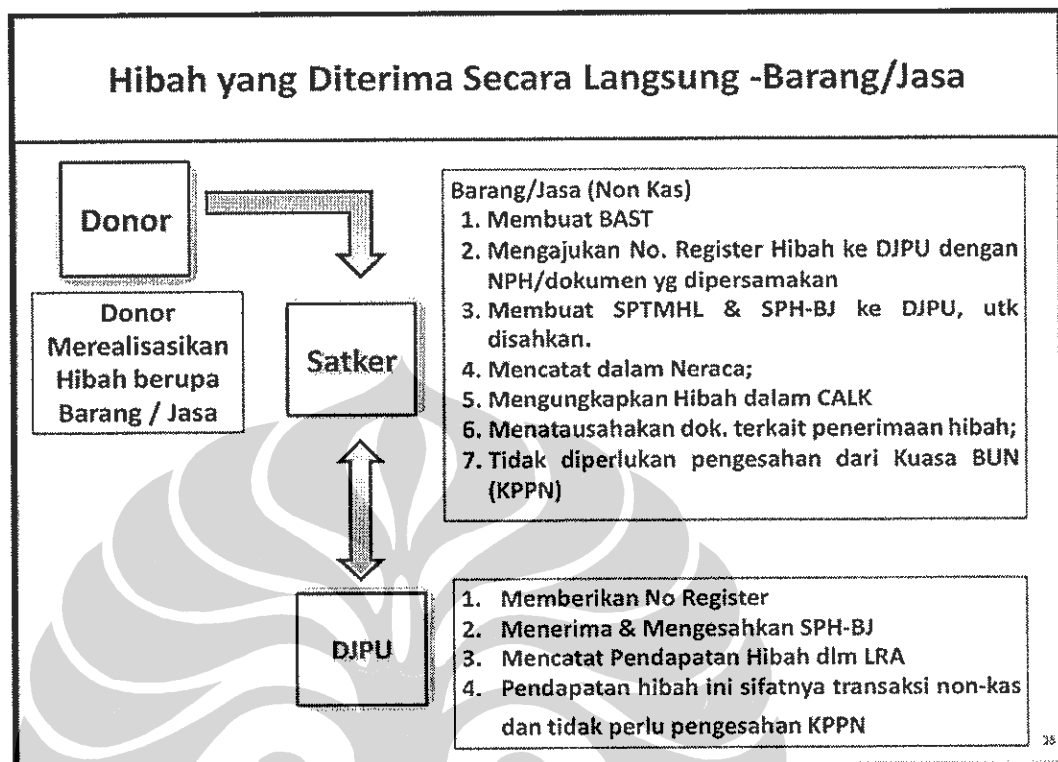 Hibah yang Diterima Secara Langsung -Barang/Jasa
Donor
Donor
Merealisasikan
Hibah berupa
Barang / Jasa
Satker
Barang/Jasa (Non Kas)
1. Membuat BAST
2. Mengajukan No. Register Hibah ke DJPU dengan
NPH/dokumen yg dipersamakan
3. Membuat SPTMHL & SPH-BJ ke DJPU, utk
disahkan.
4. Mencatat dalam Neraca;
5. Mengungkapkan Hibah dalam CALK
6. Menatausahakan dok. terkait penerimaan hibah;
7. Tidak diperlukan pengesahan dari Kuasa BUN
(KPPN)
DJPU
1. Memberikan No Register
2. Menerima & Mengesahkan SPH-BJ
3. Mencatat Pendapatan Hibah dlm LRA
4. Pendapatan hibah ini sifatnya transaksi non-kas
dan tidak perlu pengesahan KPPN